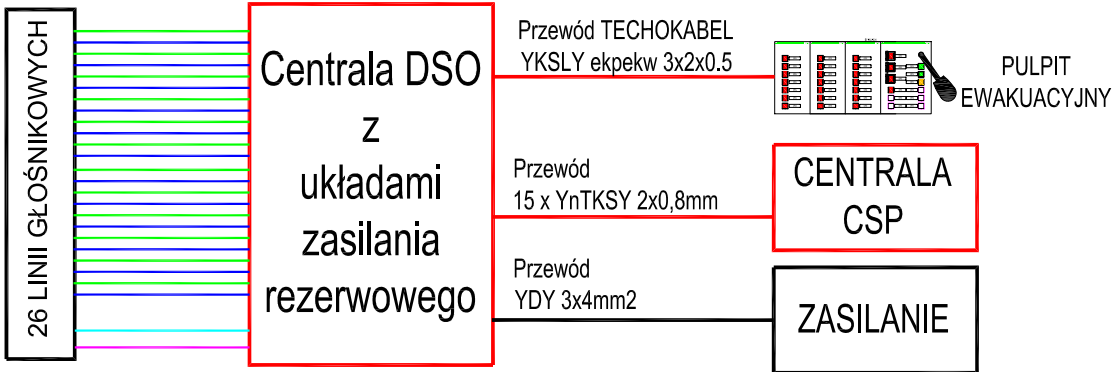 26 LINII GŁOŚNIKOWYCH
Centrala DSO
z
układami
zasilania
rezerwowego
Przewód TECHOKABEL
YKSLY ekpekw 3x2x0.5
PULPIT
EWAKUACYJNY
Przewód
15 x YnTKSY 2x0,8mm
CENTRALA
CSP
Przewód
YDY 3x4mm2
ZASILANIE